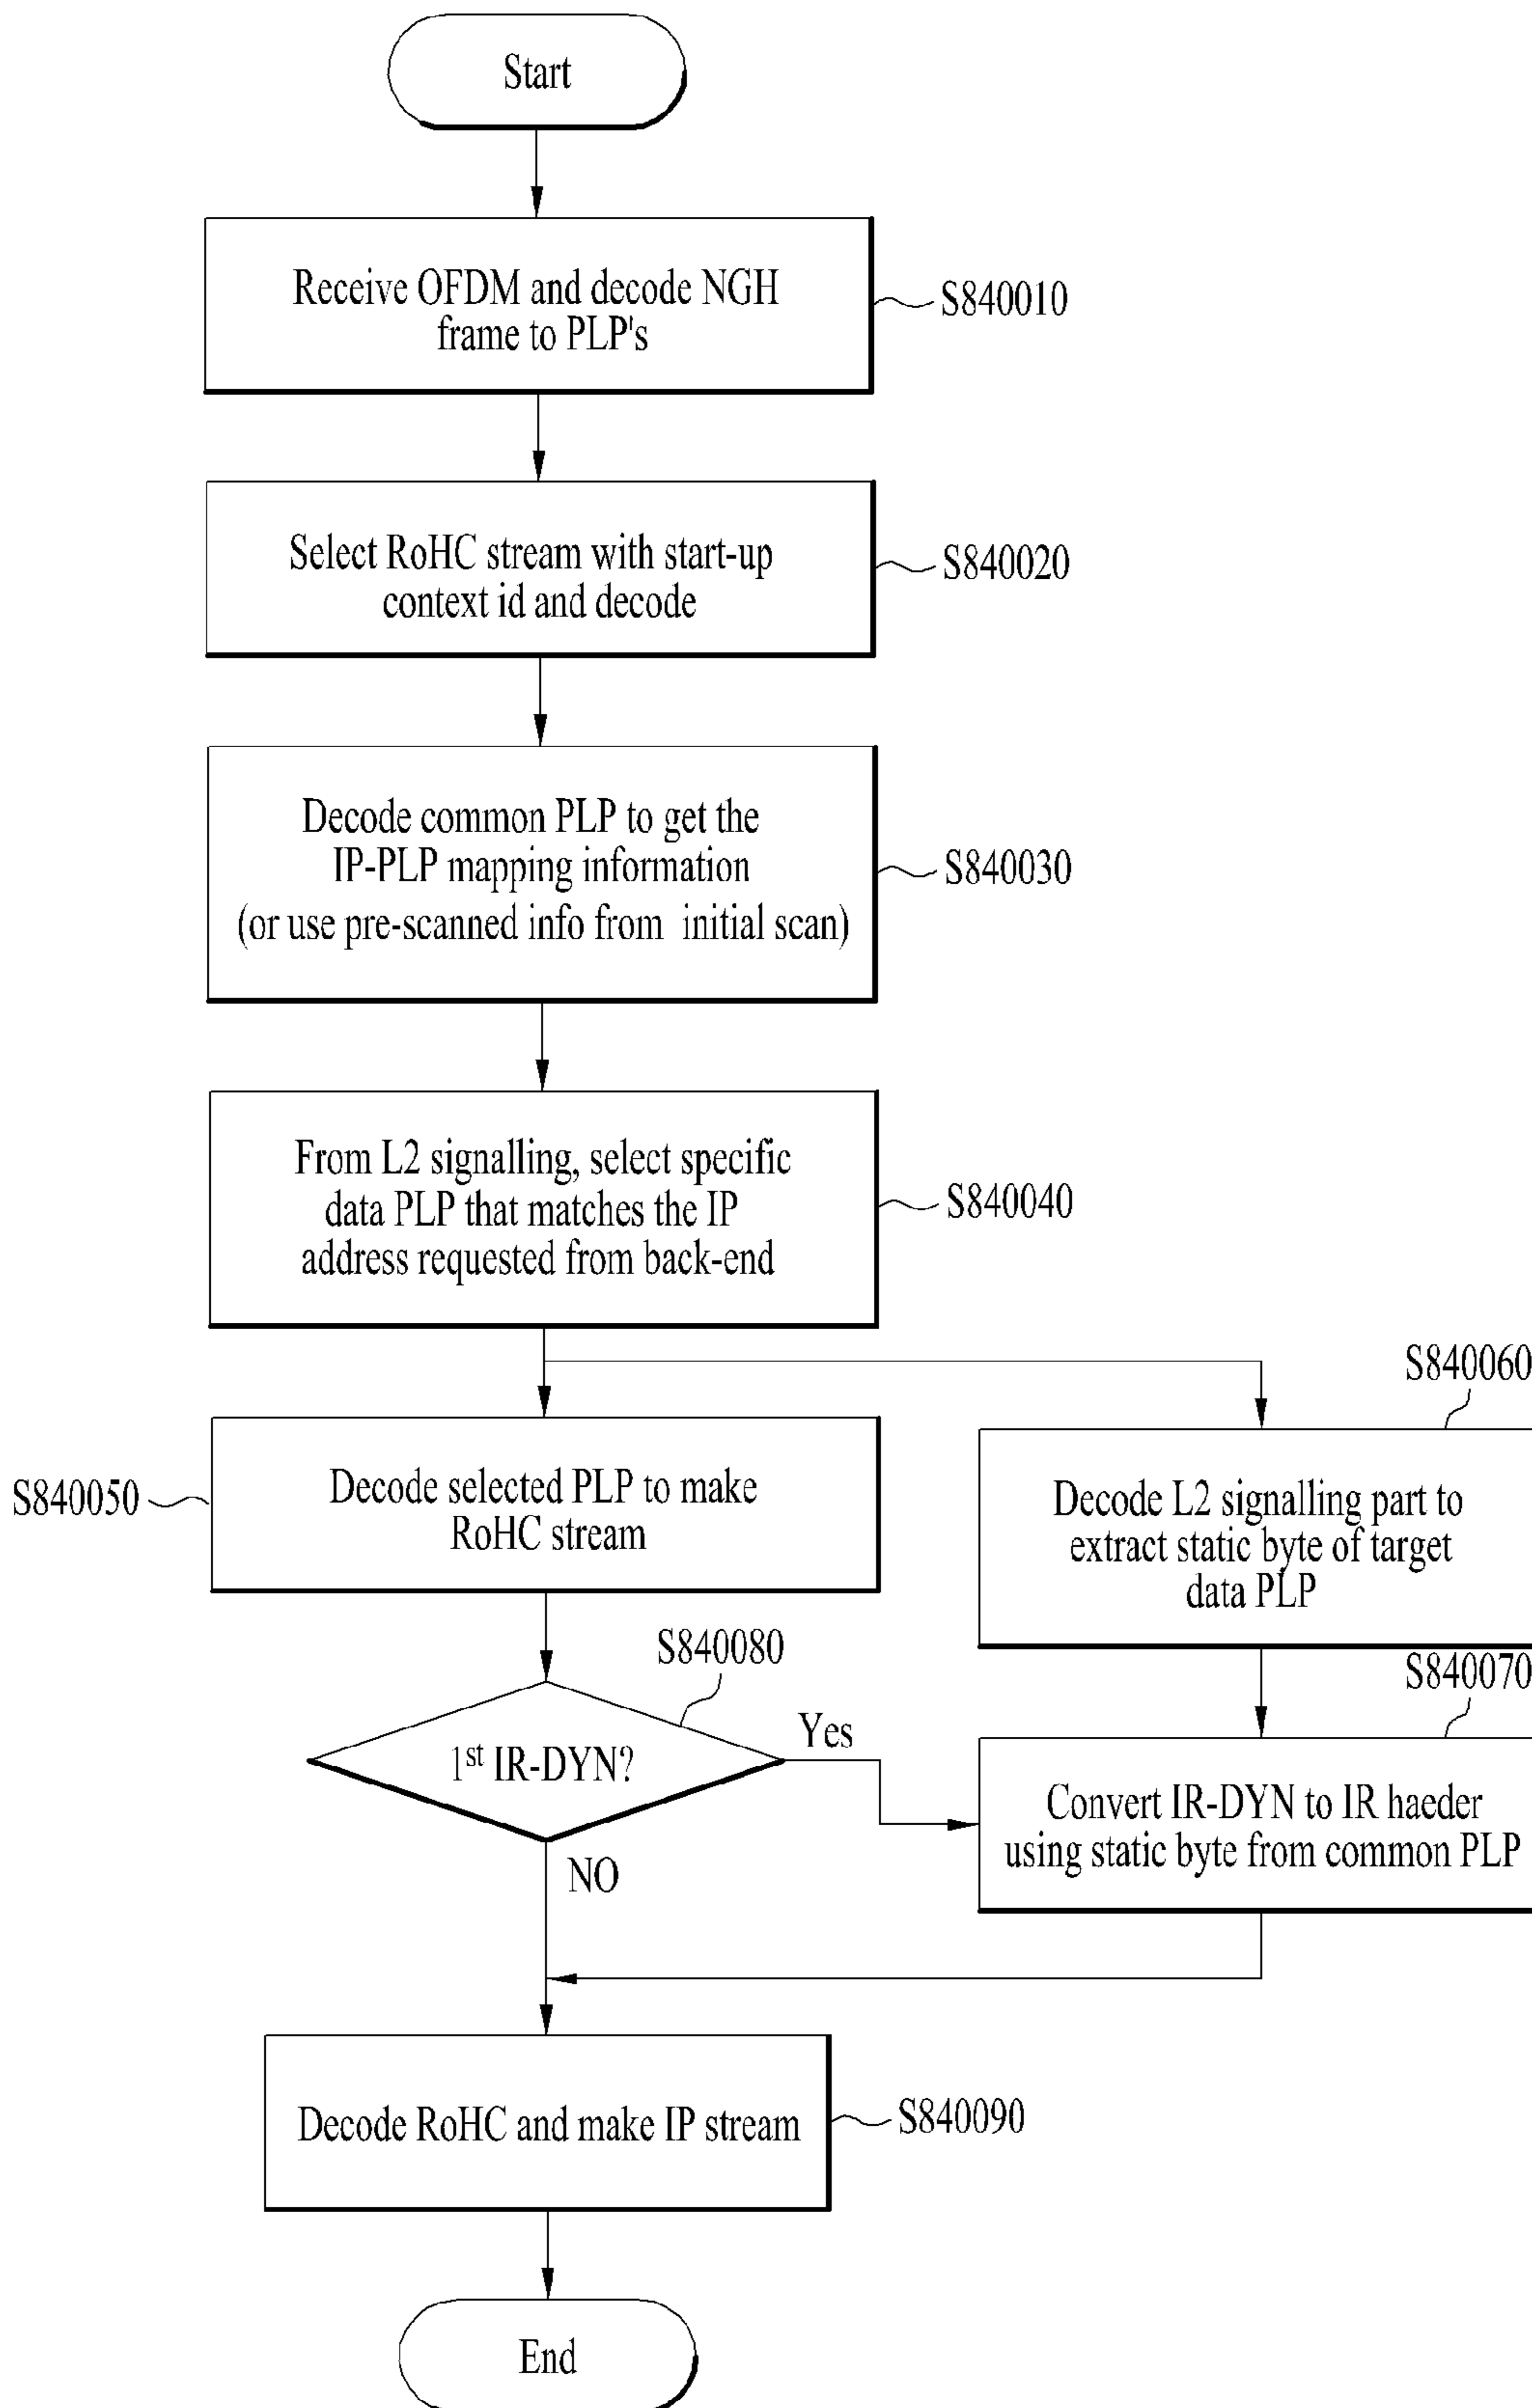 Start
Receive OFDM and decode NGH
frame to PLP's
S840010
Select RoHC stream with start-up
context id and decode
S840020
Decode common PLP to get the
IP-PLP mapping information
(or use pre-scanned info from initial scan)
S840030
From L2 signalling, select specific
data PLP that matches the IP
address requested from back-end
S840040
S840050
Decode selected PLP to make
RoHC stream
S840060
Decode L2 signalling part to
extract static byte of target
data PLP
S840080
1st IR-DYN?
Yes
NO
S840070
Convert IR-DYN to IR haeder
using static byte from common PLP
Decode RoHC and make IP stream
S840090
End